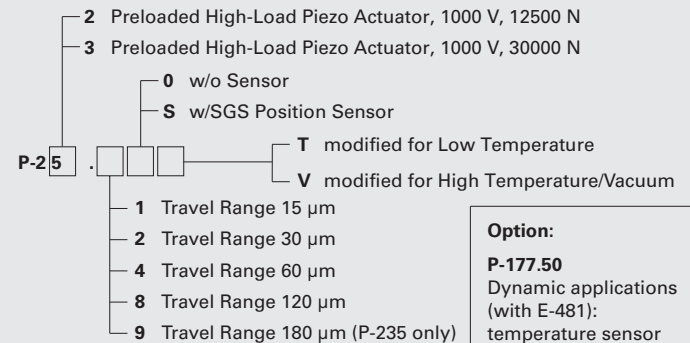 2 Preloaded High-Load Piezo Actuator, 1000 V, 12500 N
3 Preloaded High-Load Piezo Actuator, 1000 V, 30000 N
0 w/o Sensor
S w/SGS Position Sensor
T modified for Low Temperature
P-2 5 .
V modified for High Temperature/Vacuum
1 Travel Range 15 µm
2 Travel Range 30 µm
4 Travel Range 60 µm
8 Travel Range 120 µm
9 Travel Range 180 µm (P-235 only)
Option:
P-177.50
Dynamic applications
(with E-481):
temperature sensor